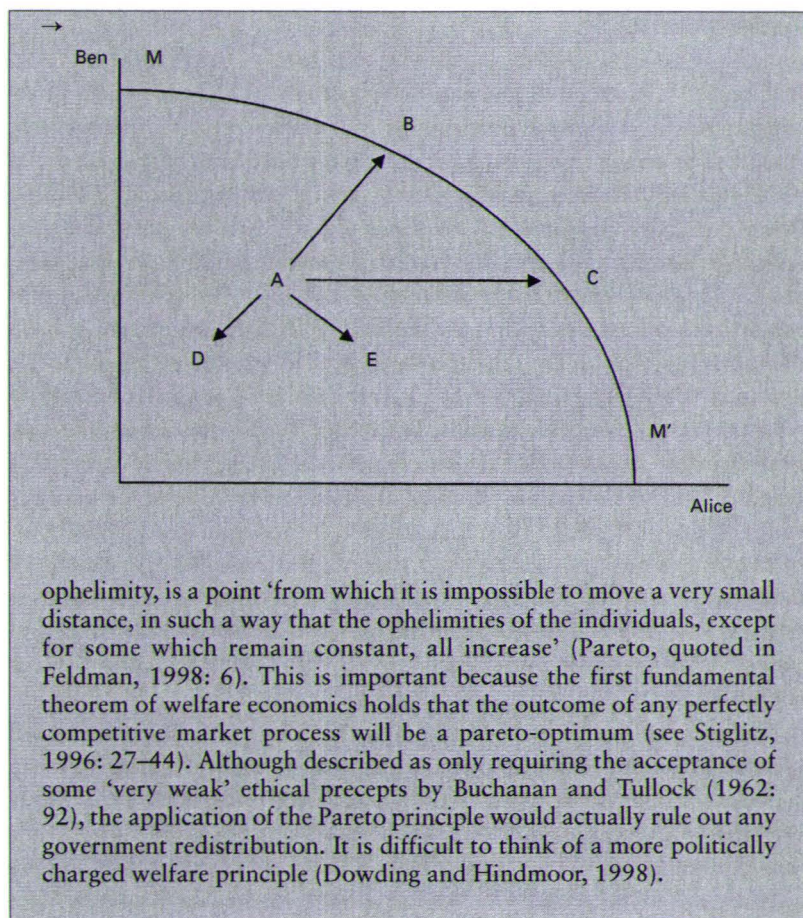 →
Ben M
B
A
C
D
E
M'
Alice
ophelimity, is a point ‘from which it is impossible to move a very small
distance, in such a way that the ophelimities of the individuals, except
for some which remain constant, all increase’ (Pareto, quoted in
Feldman, 1998: 6). This is important because the first fundamental
theorem of welfare economics holds that the outcome of any perfectly
competitive market process will be a pareto-optimum (see Stiglitz,
1996: 27–44). Although described as only requiring the acceptance of
some ‘very weak’ ethical precepts by Buchanan and Tullock (1962:
92), the application of the Pareto principle would actually rule out any
government redistribution. It is difficult to think of a more politically
charged welfare principle (Dowding and Hindmoor, 1998).